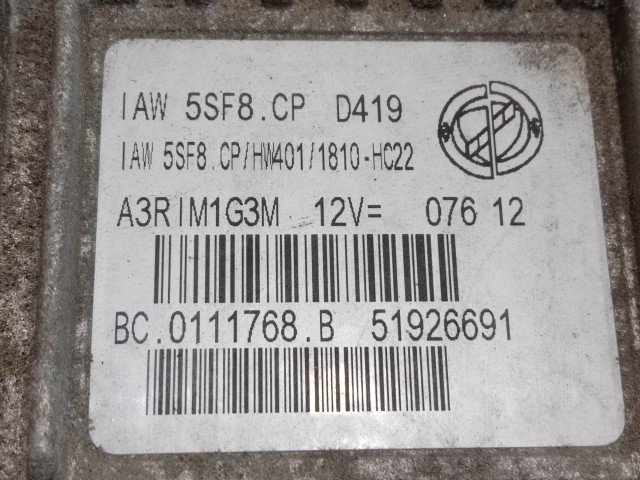 IAW 5SF8.CP D419
IAW 5SF8.CP/HW401/1810-HC22
A3RIM1G3M 12V= 076 12
BC.0111768.B 51926691